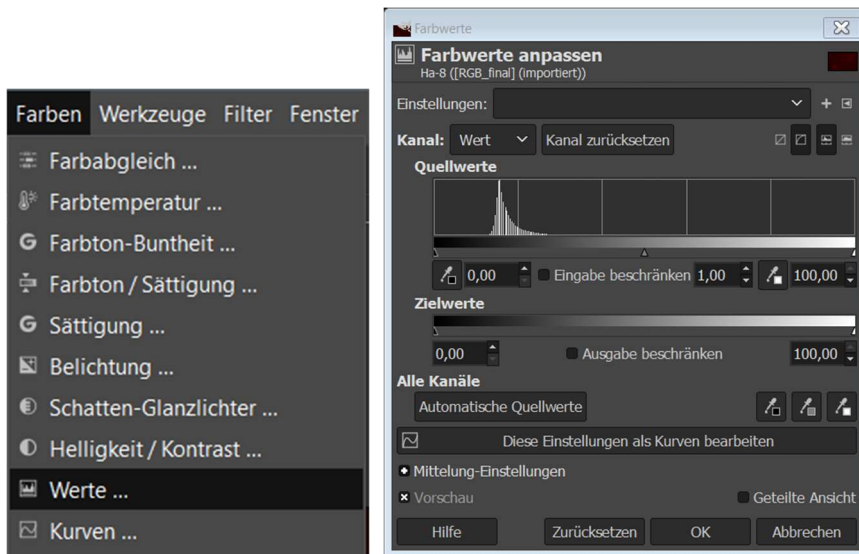 Farben Werkzeuge Filter Fenster
Farbabgleich ...
Farbtemperatur ...
Farbton-Buntheit ...
Farbton / Sättigung ...
Sättigung ...
Belichtung ...
Schatten-Glanzlichter ...
Helligkeit / Kontrast ...
Werte ...
Kurven ...
Farbwerte
Farbwerte anpassen
Ha-8 ([RGB_final] (importiert))
Einstellungen:
Kanal: Wert Kanal zurücksetzen
Quellwerte
0,00 Eingabe beschränken 1,00 100,00
Zielwerte
0,00 Ausgabe beschränken 100,00
Alle Kanäle
Automatische Quellwerte
Diese Einstellungen als Kurven bearbeiten
Mittelung-Einstellungen
Vorschau Geteilte Ansicht
Hilfe Zurücksetzen OK Abbrechen